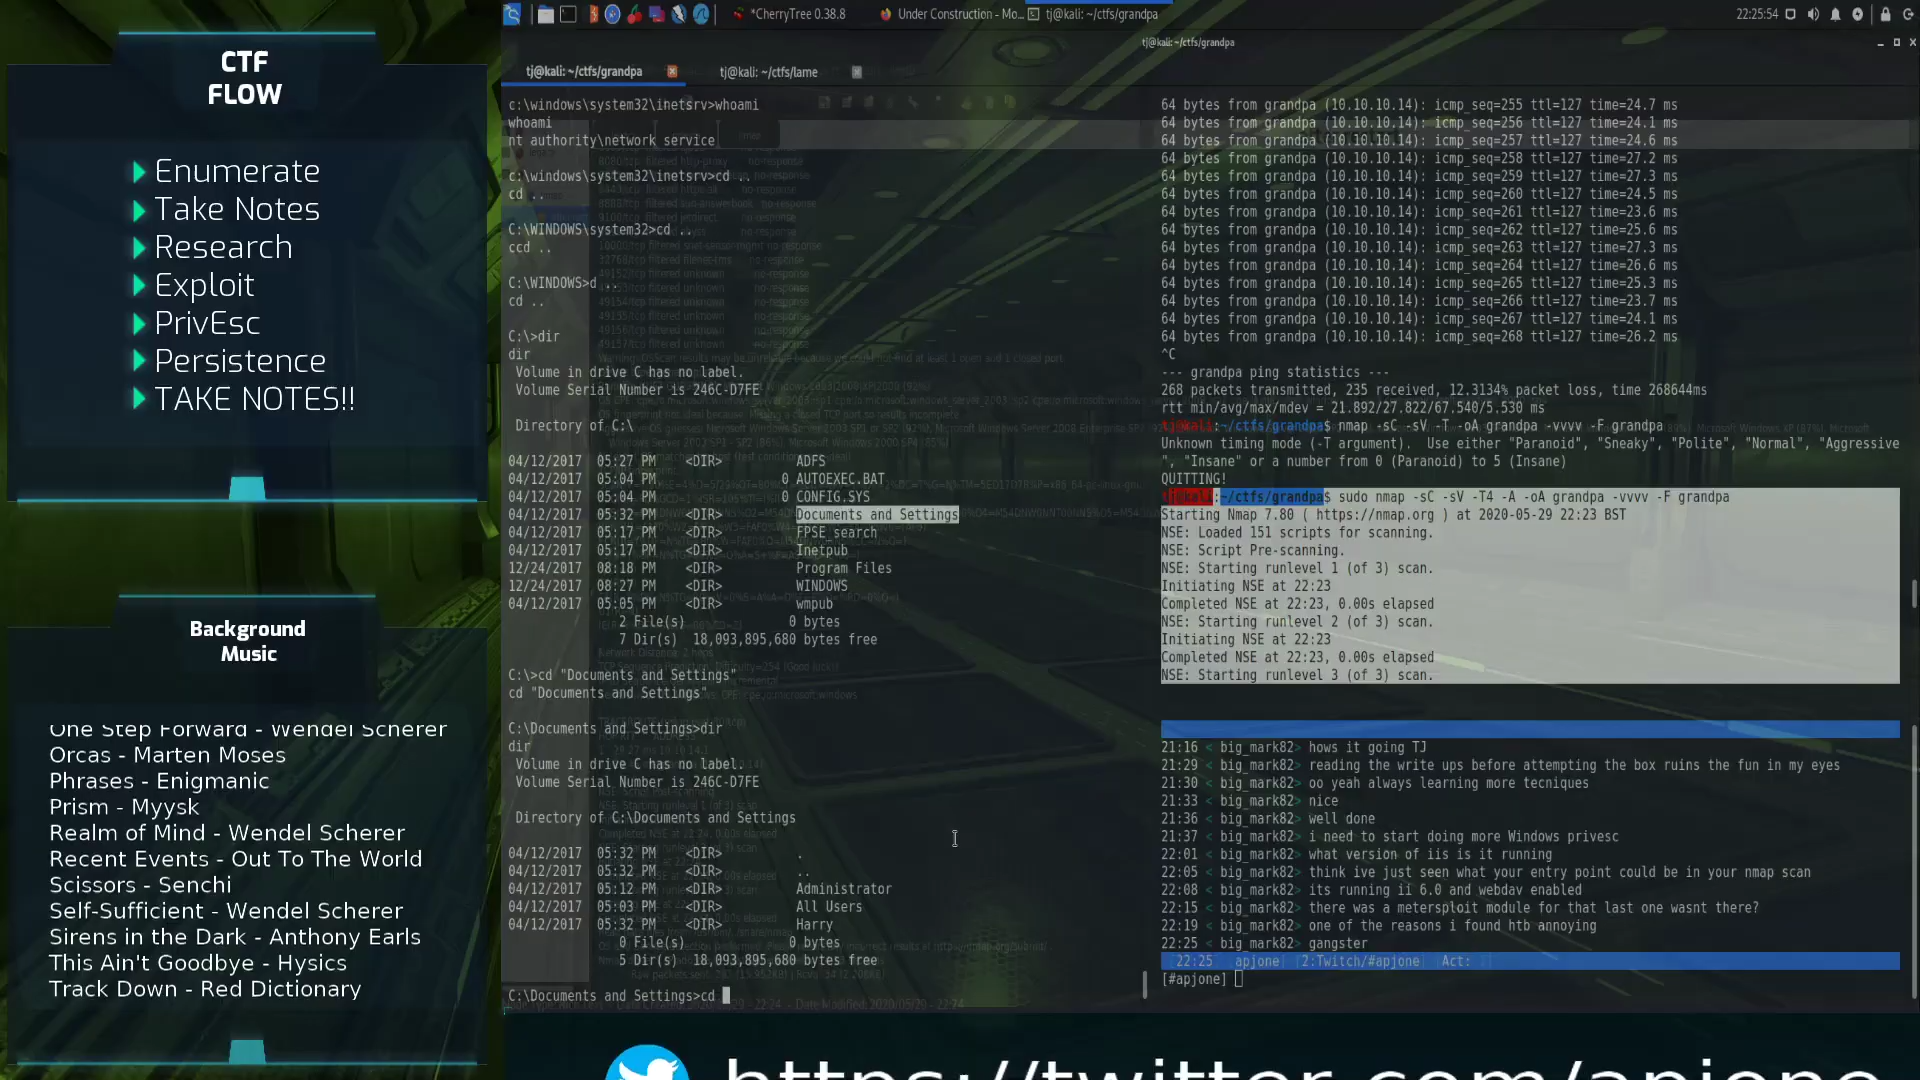 CTF
FLOW
Enumerate
Take Notes
Research
Exploit
PrivEsc
Persistence
TAKE NOTES!!
Background
Music
One Step Forward - Wendel Scherer
Orcas - Marten Moses
Phrases - Enigmanic
Prism - Myysk
Realm of Mind - Wendel Scherer
Recent Events - Out To The World
Scissors - Senchi
Self-Sufficient - Wendel Scherer
Sirens in the Dark - Anthony Earls
This Ain't Goodbye - Hysics
Track Down - Red Dictionary
*CherryTree 0.38.8
Under Construction - Mo...
tj@kali: ~/ctfs/grandpa
22:25:54
tj@kali: ~/ctfs/grandpa
tj@kali: ~/ctfs/grandpa
tj@kali: ~/ctfs/lame
c:\windows\system32\inetsrv>whoami
whoami
nt authority\network service
c:\windows\system32\inetsrv>cd ..
cd ..
C:\WINDOWS\system32>cd ..
ccd ..
C:\WINDOWS>d ..
cd ..
C:\>dir
dir
Volume in drive C has no label.
Volume Serial Number is 246C-D7FE
Directory of C:\
04/12/2017 05:27 PM <DIR> ADFS
04/12/2017 05:04 PM 0 AUTOEXEC.BAT
04/12/2017 05:04 PM 0 CONFIG.SYS
04/12/2017 05:32 PM <DIR> Documents and Settings
04/12/2017 05:17 PM <DIR> FPSE_search
04/12/2017 05:17 PM <DIR> Inetpub
12/24/2017 08:18 PM <DIR> Program Files
12/24/2017 08:27 PM <DIR> WINDOWS
04/12/2017 05:05 PM <DIR> wmpub
2 File(s) 0 bytes
7 Dir(s) 18,093,895,680 bytes free
C:\>cd "Documents and Settings"
cd "Documents and Settings"
C:\Documents and Settings>dir
dir
Volume in drive C has no label.
Volume Serial Number is 246C-D7FE
Directory of C:\Documents and Settings
04/12/2017 05:32 PM <DIR> .
04/12/2017 05:32 PM <DIR> ..
04/12/2017 05:12 PM <DIR> Administrator
04/12/2017 05:03 PM <DIR> All Users
04/12/2017 05:32 PM <DIR> Harry
0 File(s) 0 bytes
5 Dir(s) 18,093,895,680 bytes free
C:\Documents and Settings>cd
64 bytes from grandpa (10.10.10.14): icmp_seq=255 ttl=127 time=24.7 ms
64 bytes from grandpa (10.10.10.14): icmp_seq=256 ttl=127 time=24.1 ms
64 bytes from grandpa (10.10.10.14): icmp_seq=257 ttl=127 time=24.6 ms
64 bytes from grandpa (10.10.10.14): icmp_seq=258 ttl=127 time=27.2 ms
64 bytes from grandpa (10.10.10.14): icmp_seq=259 ttl=127 time=27.3 ms
64 bytes from grandpa (10.10.10.14): icmp_seq=260 ttl=127 time=24.5 ms
64 bytes from grandpa (10.10.10.14): icmp_seq=261 ttl=127 time=23.6 ms
64 bytes from grandpa (10.10.10.14): icmp_seq=262 ttl=127 time=25.6 ms
64 bytes from grandpa (10.10.10.14): icmp_seq=263 ttl=127 time=27.3 ms
64 bytes from grandpa (10.10.10.14): icmp_seq=264 ttl=127 time=26.6 ms
64 bytes from grandpa (10.10.10.14): icmp_seq=265 ttl=127 time=25.3 ms
64 bytes from grandpa (10.10.10.14): icmp_seq=266 ttl=127 time=23.7 ms
64 bytes from grandpa (10.10.10.14): icmp_seq=267 ttl=127 time=24.1 ms
64 bytes from grandpa (10.10.10.14): icmp_seq=268 ttl=127 time=26.2 ms
^C
--- grandpa ping statistics ---
268 packets transmitted, 235 received, 12.3134% packet loss, time 268644ms
rtt min/avg/max/mdev = 21.892/27.822/67.540/5.530 ms
tj@kali:~/ctfs/grandpa$ nmap -sC -sV -T -oA grandpa -vvvv -F grandpa
Unknown timing mode (-T argument). Use either "Paranoid", "Sneaky", "Polite", "Normal", "Aggressive
", "Insane" or a number from 0 (Paranoid) to 5 (Insane)
QUITTING!
tj@kali:~/ctfs/grandpa$ sudo nmap -sC -sV -T4 -A -oA grandpa -vvvv -F grandpa
Starting Nmap 7.80 ( https://nmap.org ) at 2020-05-29 22:23 BST
NSE: Loaded 151 scripts for scanning.
NSE: Script Pre-scanning.
NSE: Starting runlevel 1 (of 3) scan.
Initiating NSE at 22:23
Completed NSE at 22:23, 0.00s elapsed
NSE: Starting runlevel 2 (of 3) scan.
Initiating NSE at 22:23
Completed NSE at 22:23, 0.00s elapsed
NSE: Starting runlevel 3 (of 3) scan.
21:16 < big_mark82> hows it going TJ
21:29 < big_mark82> reading the write ups before attempting the box ruins the fun in my eyes
21:30 < big_mark82> oo yeah always learning more tecniques
21:33 < big_mark82> nice
21:36 < big_mark82> well done
21:37 < big_mark82> i need to start doing more Windows privesc
22:01 < big_mark82> what version of iis is it running
22:05 < big_mark82> think ive just seen what your entry point could be in your nmap scan
22:08 < big_mark82> its running ii 6.0 and webdav enabled
22:15 < big_mark82> there was a metersploit module for that last one wasnt there?
22:19 < big_mark82> one of the reasons i found htb annoying
22:25 < big_mark82> gangster
[22:25] [apjone] [2:Twitch/#apjone] [Act: ]
[#apjone]
https://twitter.com/apjone